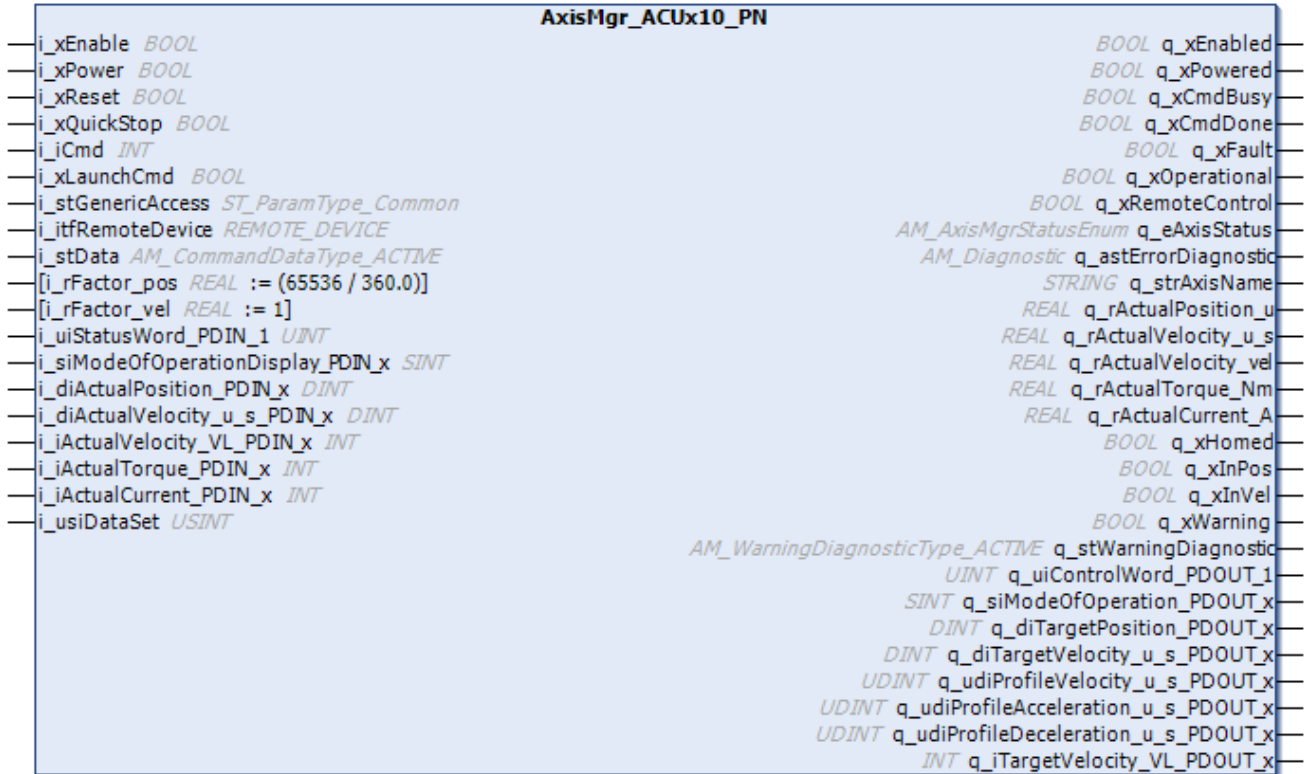 AxisMgr_ACUx10_PN
i_xEnable BOOL BOOL q_xEnabled
i_xPower BOOL BOOL q_xPowered
i_xReset BOOL BOOL q_xCmdBusy
i_xQuickStop BOOL BOOL q_xCmdDone
i_iCmd INT BOOL q_xFault
i_xLaunchCmd BOOL BOOL q_xOperational
i_stGenericAccess ST_ParamType_Common BOOL q_xRemoteControl
i_itfRemoteDevice REMOTE_DEVICE AM_AxisMgrStatusEnum q_eAxisStatus
i_stData AM_CommandDataType_ACTIVE AM_Diagnostic q_astErrorDiagnostic
[i_rFactor_pos REAL := (65536 / 360.0)] STRING q_strAxisName
[i_rFactor_vel REAL := 1] REAL q_rActualPosition_u
i_uiStatusWord_PDIN_1 UINT REAL q_rActualVelocity_u_s
i_siModeOfOperationDisplay_PDIN_x SINT REAL q_rActualVelocity_vel
i_diActualPosition_PDIN_x DINT REAL q_rActualTorque_Nm
i_diActualVelocity_u_s_PDIN_x DINT REAL q_rActualCurrent_A
i_iActualVelocity_VL_PDIN_x INT BOOL q_xHomed
i_iActualTorque_PDIN_x INT BOOL q_xInPos
i_iActualCurrent_PDIN_x INT BOOL q_xInVel
i_usiDataSet USINT BOOL q_xWarning
AM_WarningDiagnosticType_ACTIVE q_stWarningDiagnostic
UINT q_uiControlWord_PDOUT_1
SINT q_siModeOfOperation_PDOUT_x
DINT q_diTargetPosition_PDOUT_x
DINT q_diTargetVelocity_u_s_PDOUT_x
UDINT q_udiProfileVelocity_u_s_PDOUT_x
UDINT q_udiProfileAcceleration_u_s_PDOUT_x
UDINT q_udiProfileDeceleration_u_s_PDOUT_x
INT q_iTargetVelocity_VL_PDOUT_x